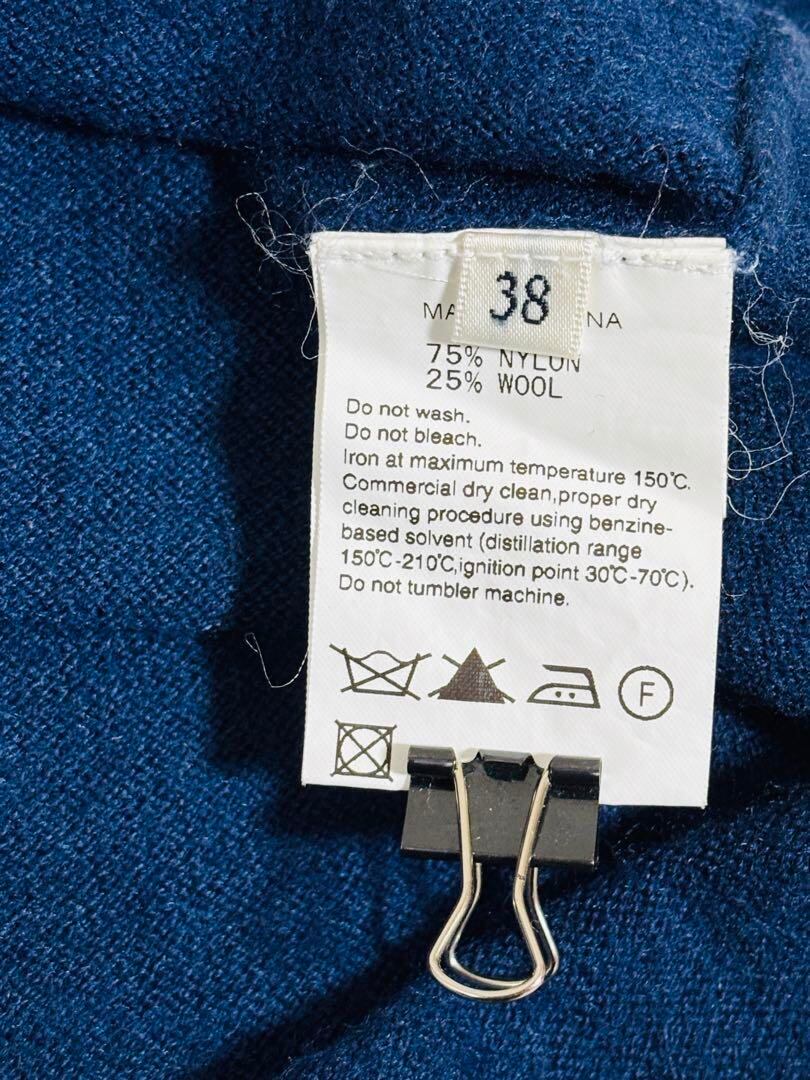 38
75% NYLON
25% WOOL
Do not wash.
Do not bleach.
Iron at maximum temperature 150℃.
Commercial dry clean,proper dry
cleaning procedure using benzine-
based solvent (distillation range
150℃-210℃,ignition point 30℃-70℃).
Do not tumbler machine.
F